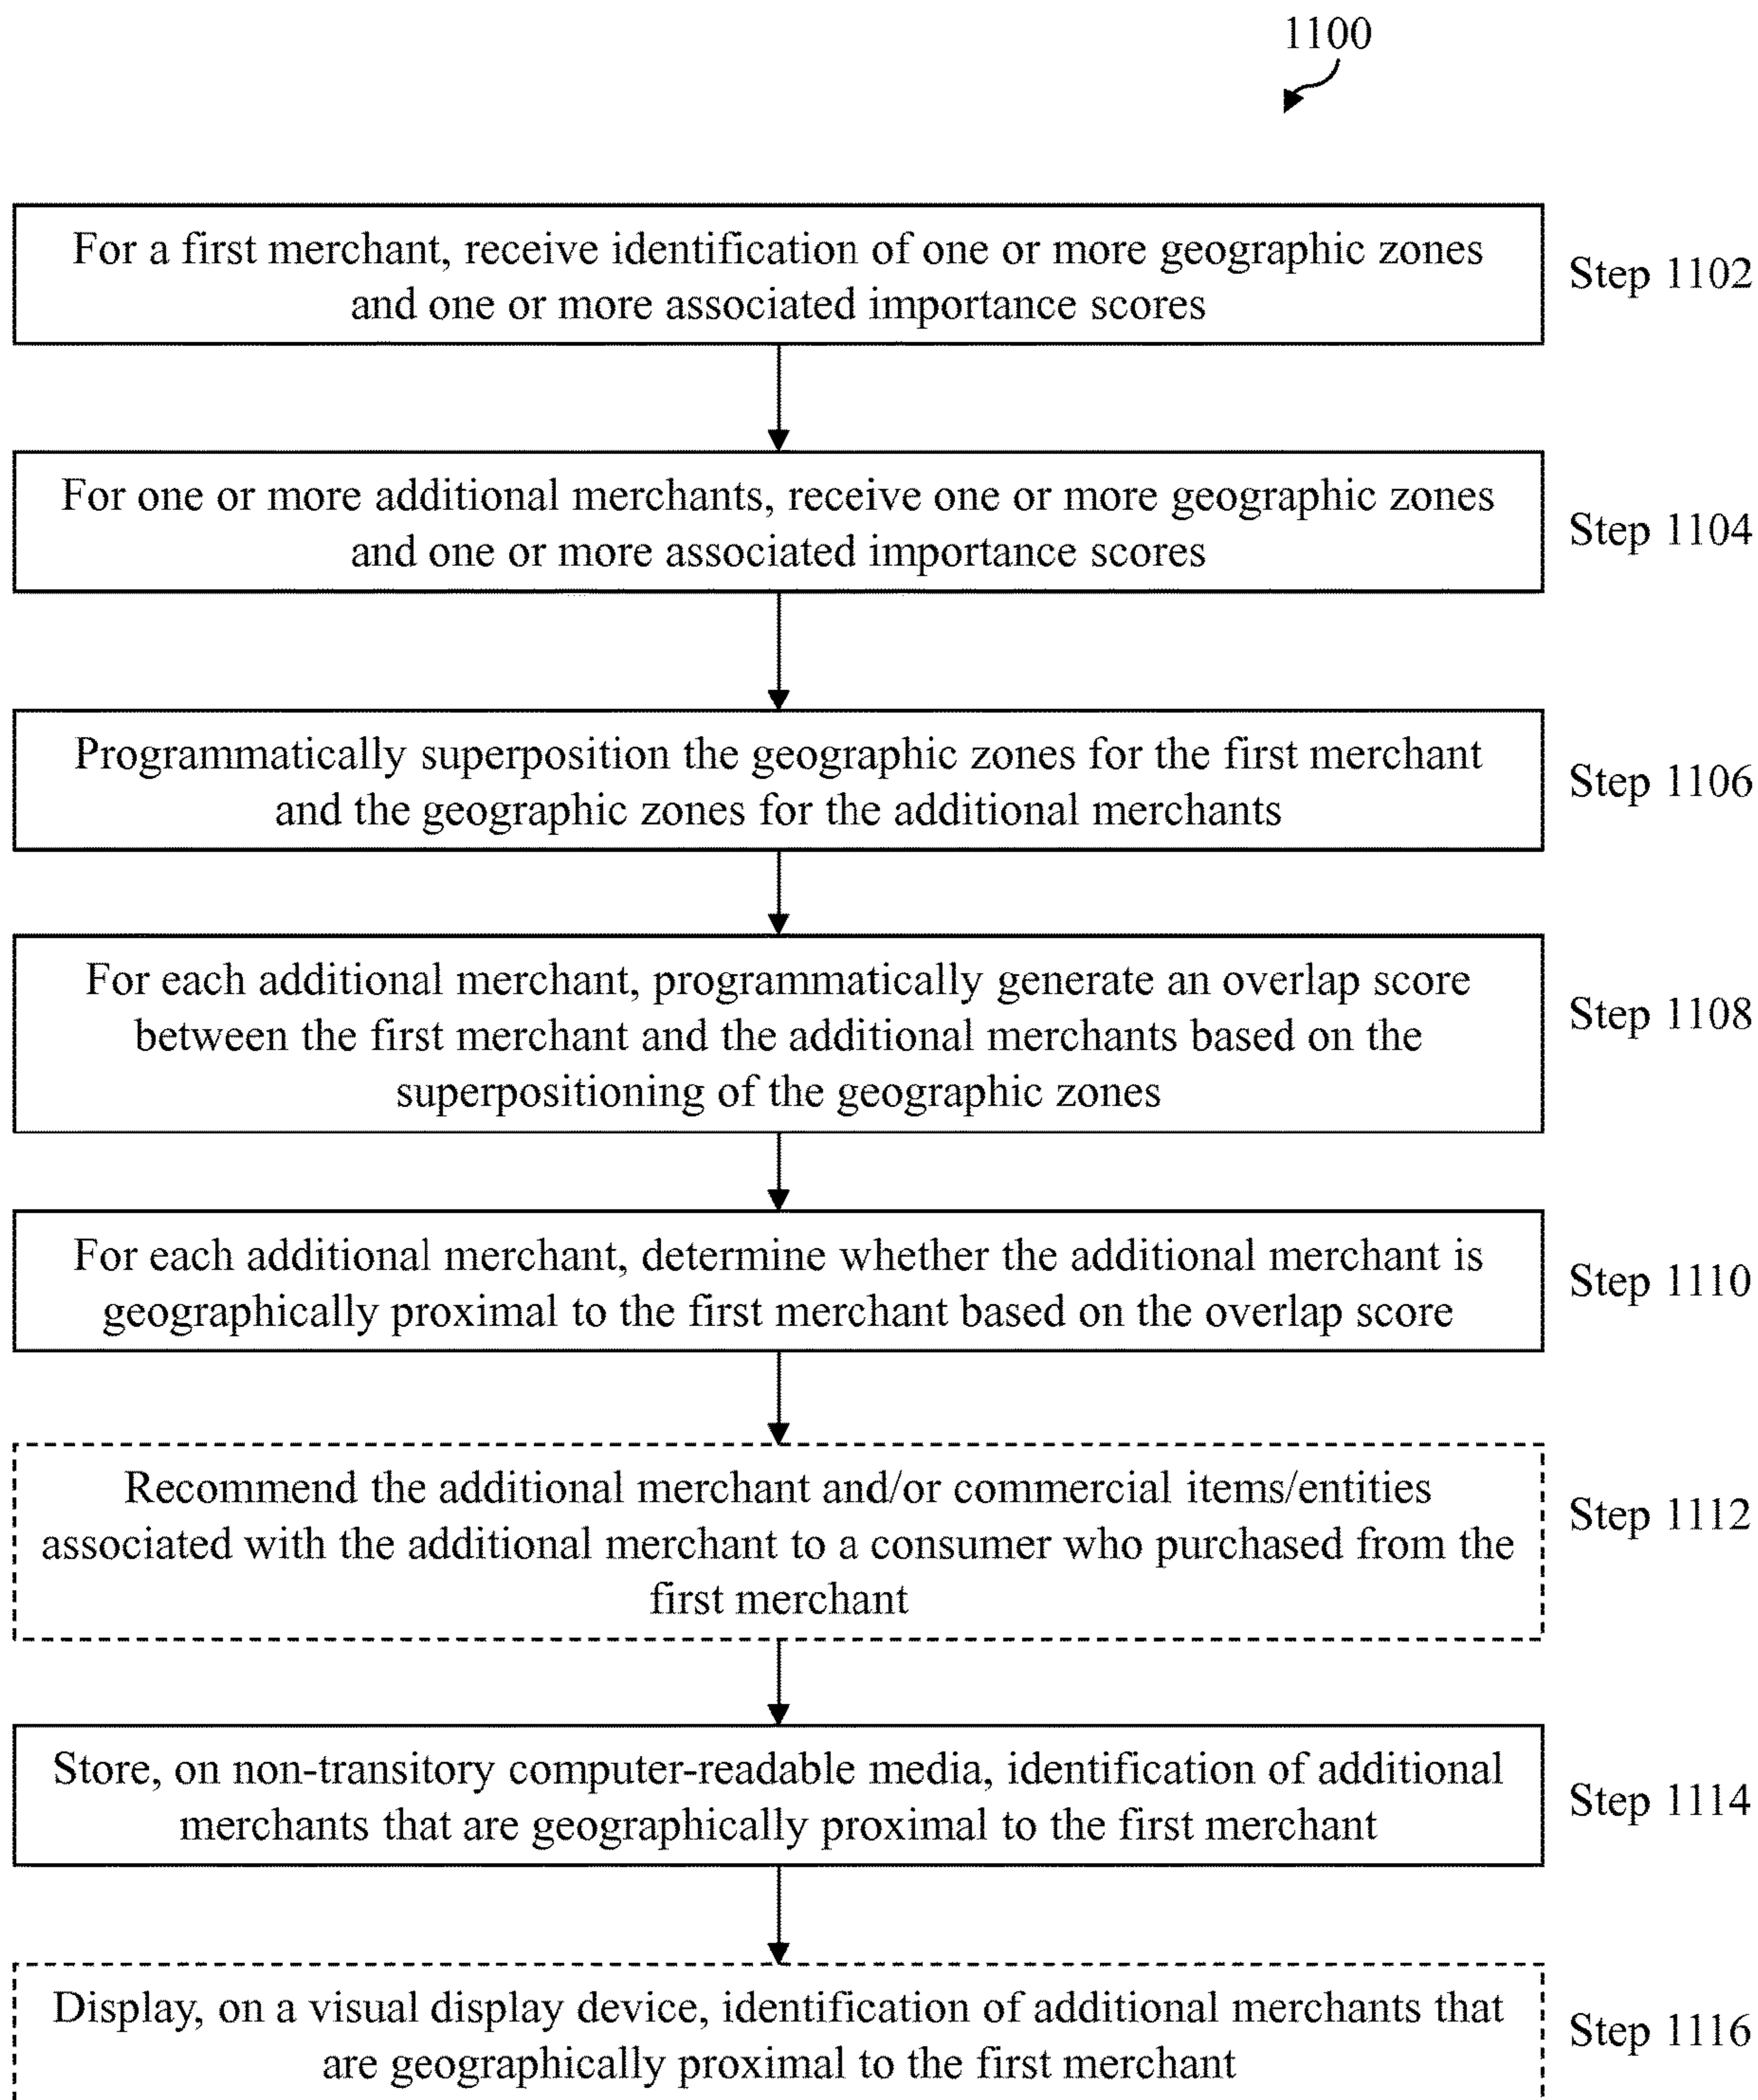 1100
For a first merchant, receive identification of one or more geographic zones
and one or more associated importance scores
Step 1102
For one or more additional merchants, receive one or more geographic zones
and one or more associated importance scores
Step 1104
Programmatically superposition the geographic zones for the first merchant
and the geographic zones for the additional merchants
Step 1106
For each additional merchant, programmatically generate an overlap score
between the first merchant and the additional merchants based on the
superpositioning of the geographic zones
Step 1108
For each additional merchant, determine whether the additional merchant is
geographically proximal to the first merchant based on the overlap score
Step 1110
Recommend the additional merchant and/or commercial items/entities
associated with the additional merchant to a consumer who purchased from the
first merchant
Step 1112
Store, on non-transitory computer-readable media, identification of additional
merchants that are geographically proximal to the first merchant
Step 1114
Display, on a visual display device, identification of additional merchants that
are geographically proximal to the first merchant
Step 1116